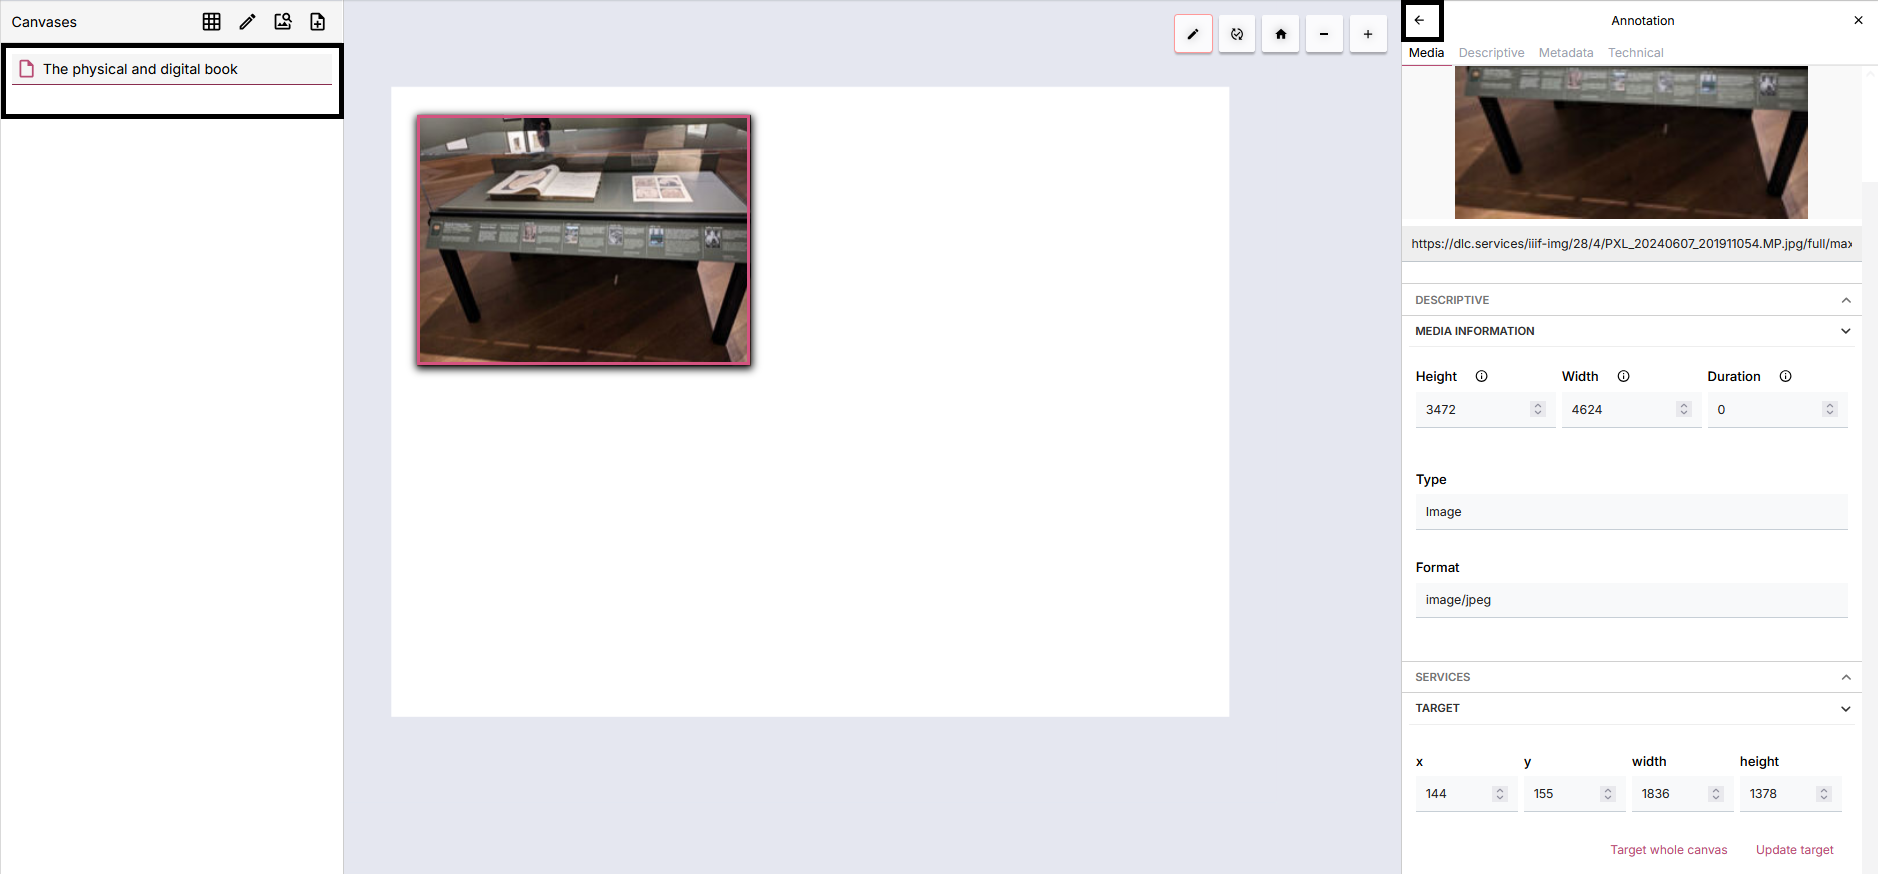 Canvases
The physical and digital book
Annotation
Media Descriptive Metadata Technical
https://dlc.services/iiif-img/28/4/PXL_20240607_201911054.MP.jpg/full/max
DESCRIPTIVE
MEDIA INFORMATION
Height Width Duration
3472 4624 0
Type
Image
Format
image/jpeg
SERVICES
TARGET
x y width height
144 155 1836 1378
Target whole canvas Update target